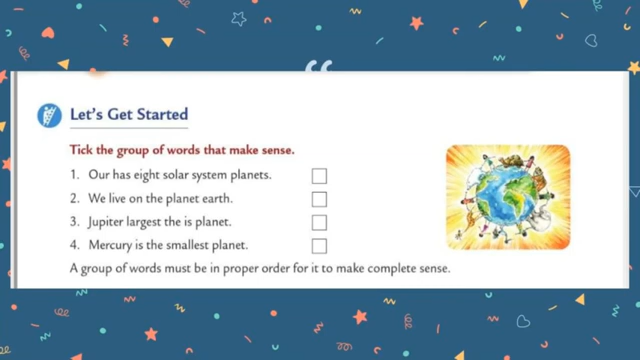 Let's Get Started
Tick the group of words that make sense.
1. Our has eight solar system planets.
2. We live on the planet earth.
3. Jupiter largest the is planet.
4. Mercury is the smallest planet.
A group of words must be in proper order for it to make complete sense.